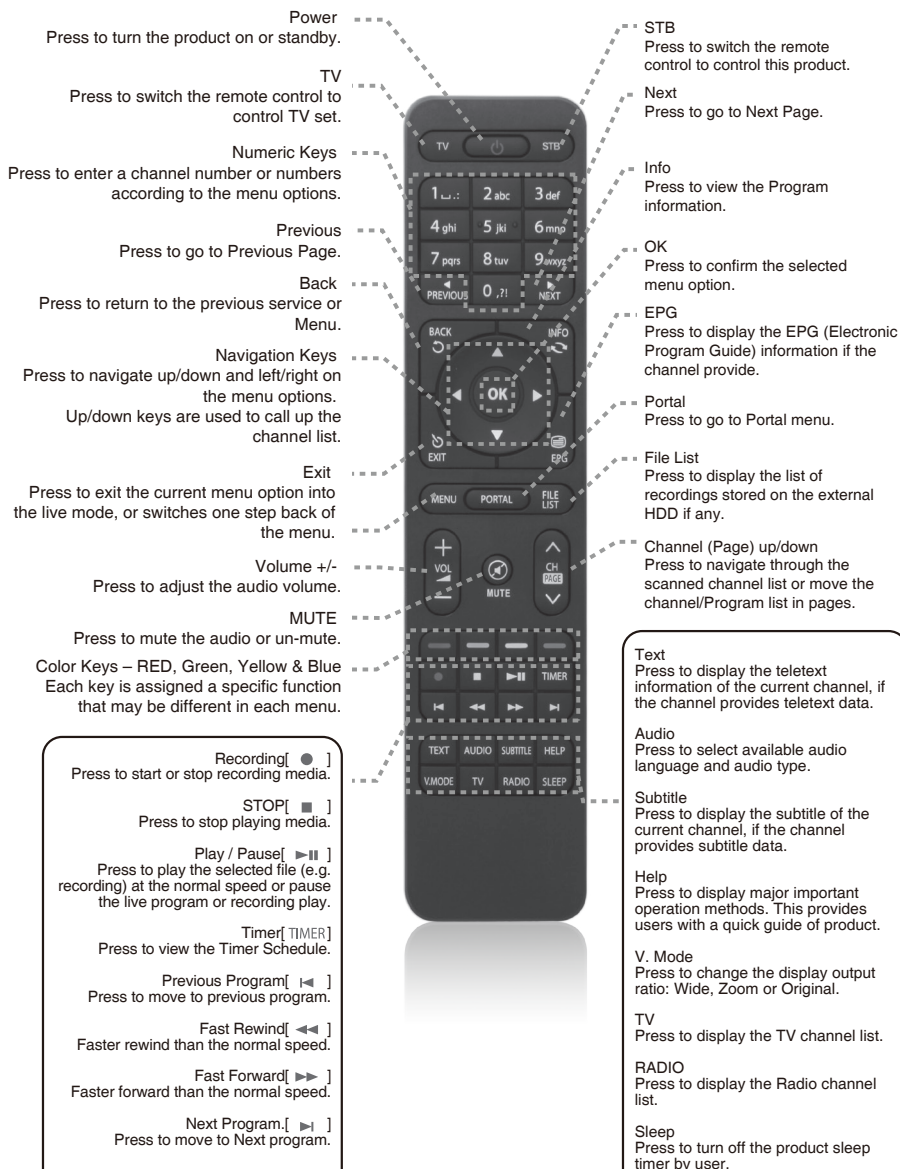 Power
Press to turn the product on or standby.
TV
Press to switch the remote control to
control TV set.
Numeric Keys
Press to enter a channel number or numbers
according to the menu options.
Previous
Press to go to Previous Page.
Back
Press to return to the previous service or
Menu.
Navigation Keys
Press to navigate up/down and left/right on
the menu options.
Up/down keys are used to call up the
channel list.
Exit
Press to exit the current menu option into
the live mode, or switches one step back of
the menu.
Volume +/-
Press to adjust the audio volume.
MUTE
Press to mute the audio or un-mute.
Color Keys – RED, Green, Yellow & Blue
Each key is assigned a specific function
that may be different in each menu.
Recording[ ● ]
Press to start or stop recording media.
STOP[ ■ ]
Press to stop playing media.
Play / Pause[ ►II ]
Press to play the selected file (e.g.
recording) at the normal speed or pause
the live program or recording play.
Timer[ TIMER]
Press to view the Timer Schedule.
Previous Program[ I◄ ]
Press to move to previous program.
Fast Rewind[ ◄◄ ]
Faster rewind than the normal speed.
Fast Forward[ ►► ]
Faster forward than the normal speed.
Next Program.[ ►I ]
Press to move to Next program.
TV STB
1 ⎵.: 2 abc 3 def
4 ghi 5 jkl 6 mno
7 pqrs 8 tuv 9 wxyz
PREVIOUS 0 ,?! NEXT
BACK INFO
OK
EXIT EPG
MENU PORTAL FILE
LIST
+
VOL
CH
PAGE
MUTE
TIMER
TEXT AUDIO SUBTITLE HELP
V.MODE TV RADIO SLEEP
STB
Press to switch the remote
control to control this product.
Next
Press to go to Next Page.
Info
Press to view the Program
information.
OK
Press to confirm the selected
menu option.
EPG
Press to display the EPG (Electronic
Program Guide) information if the
channel provide.
Portal
Press to go to Portal menu.
File List
Press to display the list of
recordings stored on the external
HDD if any.
Channel (Page) up/down
Press to navigate through the
scanned channel list or move the
channel/Program list in pages.
Text
Press to display the teletext
information of the current channel, if
the channel provides teletext data.
Audio
Press to select available audio
language and audio type.
Subtitle
Press to display the subtitle of the
current channel, if the channel
provides subtitle data.
Help
Press to display major important
operation methods. This provides
users with a quick guide of product.
V. Mode
Press to change the display output
ratio: Wide, Zoom or Original.
TV
Press to display the TV channel list.
RADIO
Press to display the Radio channel
list.
Sleep
Press to turn off the product sleep
timer by user.